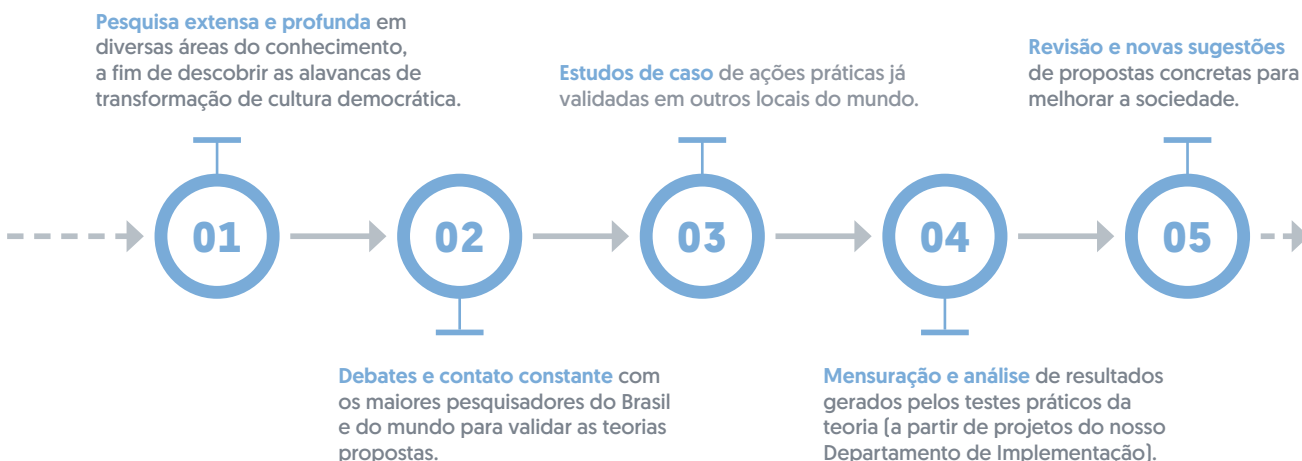 Pesquisa extensa e profunda em
diversas áreas do conhecimento,
a fim de descobrir as alavancas de
transformação de cultura democrática.
Estudos de caso de ações práticas já
validadas em outros locais do mundo.
Revisão e novas sugestões
de propostas concretas para
melhorar a sociedade.
01
02
03
04
05
Debates e contato constante com
os maiores pesquisadores do Brasil
e do mundo para validar as teorias
propostas.
Mensuração e análise de resultados
gerados pelos testes práticos da
teoria (a partir de projetos do nosso
Departamento de Implementação).